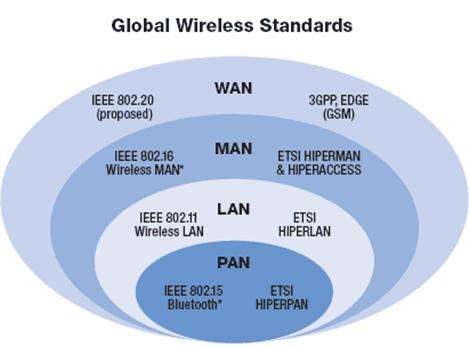 Global Wireless Standards
WAN
IEEE 802.20
(proposed)
3GPP, EDGE
(GSM)
MAN
IEEE 802.16
Wireless MAN*
ETSI HIPERMAN
& HIPERACCESS
LAN
IEEE 802.11
Wireless LAN
ETSI
HIPERLAN
PAN
IEEE 802.15
Bluetooth*
ETSI
HIPERPAN